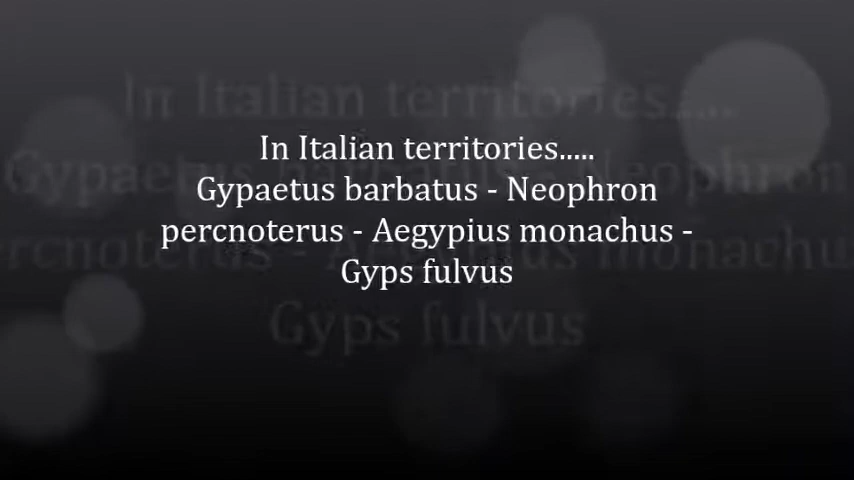 In Italian territories.....
Gypaetus barbatus - Neophron
percnoterus - Aegypius monachus -
Gyps fulvus